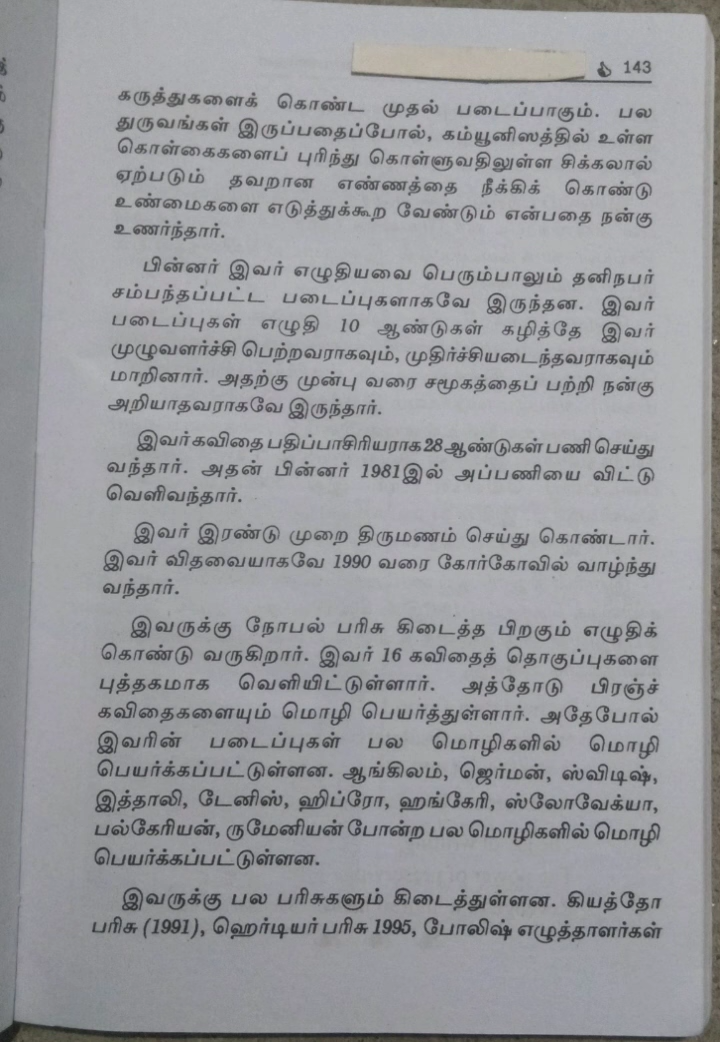 143
கருத்துகளைக் கொண்ட முதல் படைப்பாகும். பல
துருவங்கள் இருப்பதைப்போல், கம்யூனிஸத்தில் உள்ள
கொள்கைகளைப் புரிந்து கொள்ளுவதிலுள்ள சிக்கலால்
ஏற்படும் தவறான எண்ணத்தை நீக்கிக் கொண்டு
உண்மைகளை எடுத்துக்கூற வேண்டும் என்பதை நன்கு
உணர்ந்தார்.
பின்னர் இவர் எழுதியவை பெரும்பாலும் தனிநபர்
சம்பந்தப்பட்ட படைப்புகளாகவே இருந்தன. இவர்
படைப்புகள் எழுதி 10 ஆண்டுகள் கழித்தே இவர்
முழுவளர்ச்சி பெற்றவராகவும், முதிர்ச்சியடைந்தவராகவும்
மாறினார். அதற்கு முன்பு வரை சமூகத்தைப் பற்றி நன்கு
அறியாதவராகவே இருந்தார்.
இவர்கவிதை பதிப்பாசிரியராக 28 ஆண்டுகள் பணி செய்து
வந்தார். அதன் பின்னர் 1981இல் அப்பணியை விட்டு
வெளிவந்தார்.
இவர் இரண்டு முறை திருமணம் செய்து கொண்டார்.
இவர் விதவையாகவே 1990 வரை கோர்கோவில் வாழ்ந்து
வந்தார்.
இவருக்கு நோபல் பரிசு கிடைத்த பிறகும் எழுதிக்
கொண்டு வருகிறார். இவர் 16 கவிதைத் தொகுப்புகளை
புத்தகமாக வெளியிட்டுள்ளார். அத்தோடு பிரஞ்ச்
கவிதைகளையும் மொழி பெயர்த்துள்ளார். அதேபோல்
இவரின் படைப்புகள் பல மொழிகளில் மொழி
பெயர்க்கப்பட்டுள்ளன. ஆங்கிலம், ஜெர்மன், ஸ்விடிஷ்,
இத்தாலி, டேனிஸ், ஹிப்ரோ, ஹங்கேரி, ஸ்லோவேக்யா,
பல்கேரியன், ருமேனியன் போன்ற பல மொழிகளில் மொழி
பெயர்க்கப்பட்டுள்ளன.
இவருக்கு பல பரிசுகளும் கிடைத்துள்ளன. கியத்தோ
பரிசு (1991), ஹெர்டியர் பரிசு 1995, போலிஷ் எழுத்தாளர்கள்